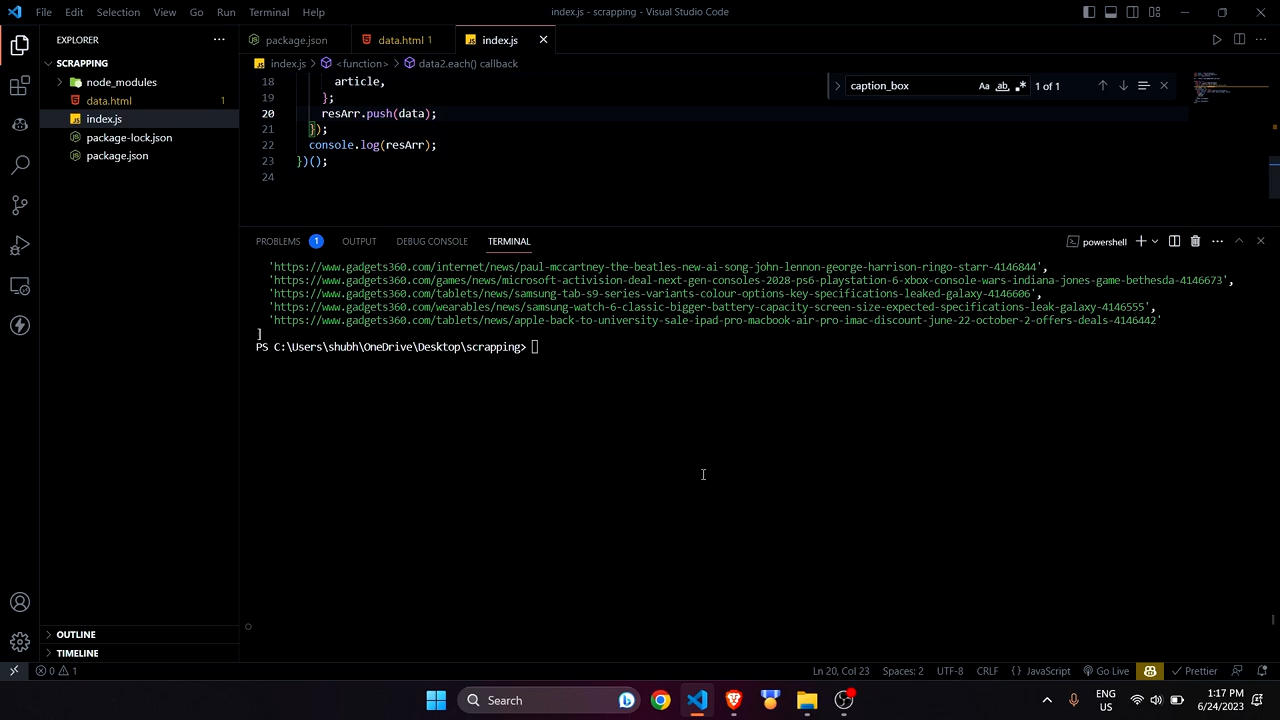 File Edit Selection View Go Run Terminal Help
index.js - scrapping - Visual Studio Code
EXPLORER
package.json
data.html 1
index.js
SCRAPPING
node_modules
data.html 1
index.js
package-lock.json
package.json
index.js > <function> > data2.each() callback
caption_box
Aa ab .* 1 of 1
18 article,
19 };
20 resArr.push(data);
21 });
22 console.log(resArr);
23 })();
24
PROBLEMS 1 OUTPUT DEBUG CONSOLE TERMINAL
powershell
'https://www.gadgets360.com/internet/news/paul-mccartney-the-beatles-new-ai-song-john-lennon-george-harrison-ringo-starr-4146844',
'https://www.gadgets360.com/games/news/microsoft-activision-deal-next-gen-consoles-2028-ps6-playstation-6-xbox-console-wars-indiana-jones-game-bethesda-4146673',
'https://www.gadgets360.com/tablets/news/samsung-tab-s9-series-variants-colour-options-key-specifications-leaked-galaxy-4146606',
'https://www.gadgets360.com/wearables/news/samsung-watch-6-classic-bigger-battery-capacity-screen-size-expected-specifications-leak-galaxy-4146555',
'https://www.gadgets360.com/tablets/news/apple-back-to-university-sale-ipad-pro-macbook-air-pro-imac-discount-june-22-october-2-offers-deals-4146442'
]
PS C:\Users\shubh\OneDrive\Desktop\scrapping>
OUTLINE
TIMELINE
0 1
Ln 20, Col 23 Spaces: 2 UTF-8 CRLF {} JavaScript Go Live Prettier
Search
ENG
US
1:17 PM
6/24/2023